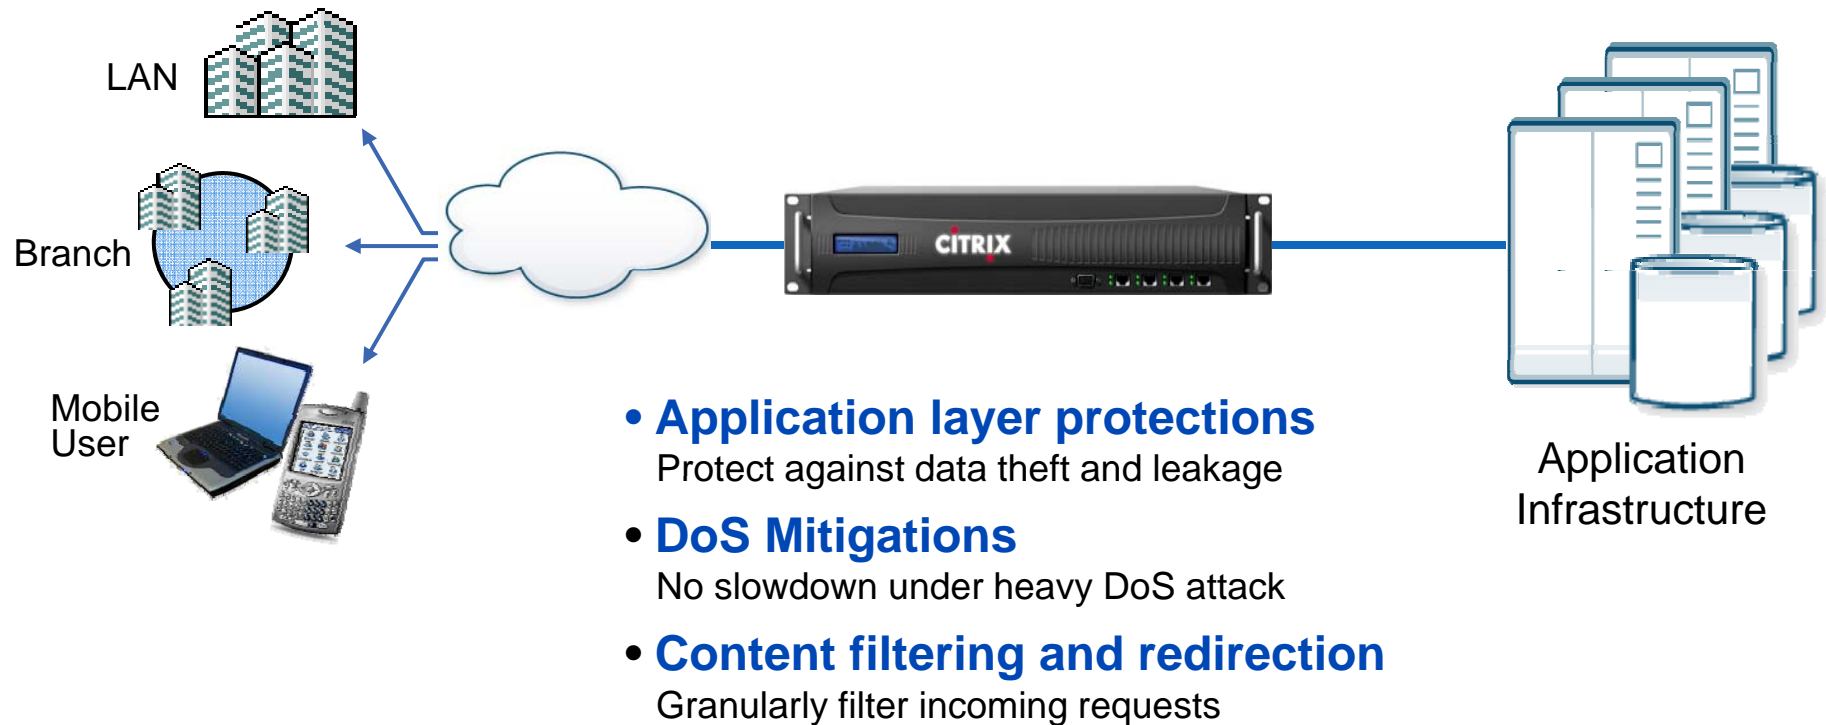 LAN
Branch
Mobile
User
CITRIX
• Application layer protections
Protect against data theft and leakage
• DoS Mitigations
No slowdown under heavy DoS attack
• Content filtering and redirection
Granularly filter incoming requests
Application
Infrastructure